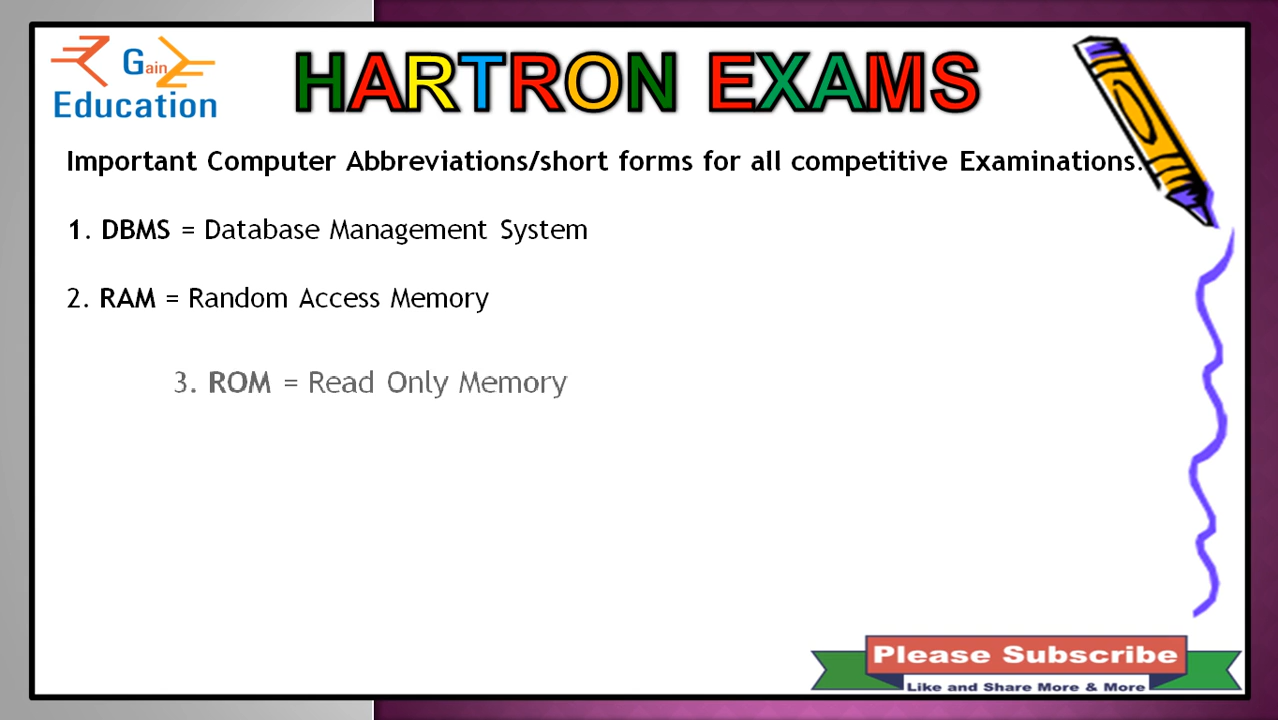 Gain
Education
HARTRON EXAMS
Important Computer Abbreviations/short forms for all competitive Examinations.
1. DBMS = Database Management System
2. RAM = Random Access Memory
3. ROM = Read Only Memory
Please Subscribe
Like and Share More & More